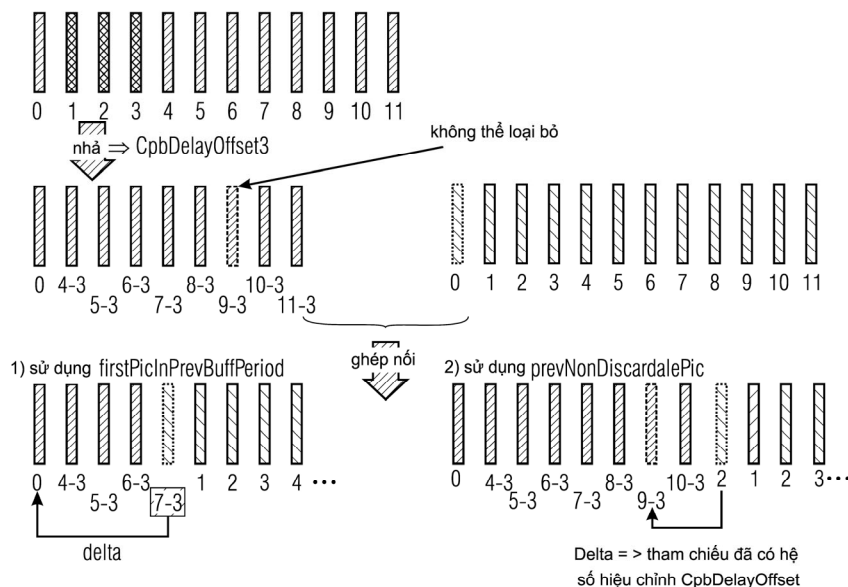 0 1 2 3 4 5 6 7 8 9 10 11
nhả ⇒ CpbDelayOffset3
không thể loại bỏ
0 4-3 5-3 6-3 7-3 8-3 9-3 10-3 11-3
0 1 2 3 4 5 6 7 8 9 10 11
ghép nối
1) sử dụng firstPicInPrevBuffPeriod
0 4-3 5-3 6-3 7-3 1 2 3 4 •••
delta
2) sử dụng prevNonDiscardalePic
0 4-3 5-3 6-3 7-3 8-3 9-3 10-3 2 1 2 3•••
Delta = > tham chiếu đã có hệ
số hiệu chỉnh CpbDelayOffset